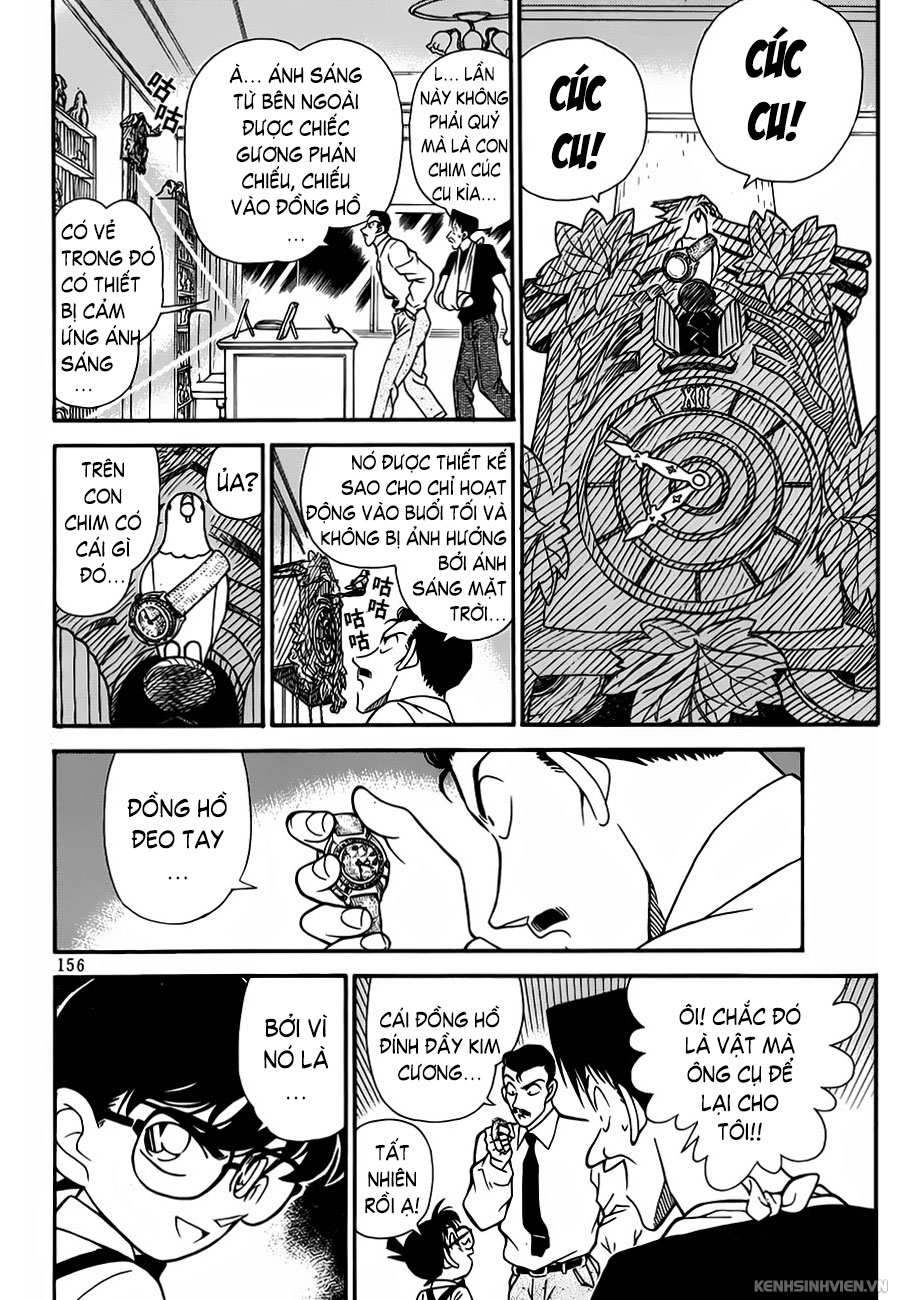 CÚC
CU!
CÚC
CU!
XII
L... LẦN
NÀY KHÔNG
PHẢI QUÝ
MÀ LÀ CON
CHIM CÚC
CU KÌA...
À... ÁNH SÁNG
TỪ BÊN NGOÀI
ĐƯỢC CHIẾC
GƯƠNG PHẢN
CHIẾU, CHIẾU
VÀO ĐỒNG HỒ
...
咕咕
CÓ VẺ
TRONG ĐÓ
CÓ THIẾT
BỊ CẢM
ỨNG ÁNH
SÁNG
...
NÓ ĐƯỢC THIẾT KẾ
SAO CHO CHỈ HOẠT
ĐỘNG VÀO BUỔI TỐI VÀ
KHÔNG BỊ ẢNH HƯỞNG
BỞI ÁNH
SÁNG MẶT
TRỜI.
咕咕
咕咕
ỦA?
TRÊN
CON
CHIM CÓ
CÁI GÌ
ĐÓ...
ĐỒNG HỒ
ĐEO TAY
...
156
ÔI! CHẮC ĐÓ
LÀ VẬT MÀ
ÔNG CỤ ĐỂ
LẠI CHO
TÔI!!
CÁI ĐỒNG HỒ
ĐÍNH ĐẦY KIM
CƯƠNG...
TẤT
NHIÊN
RỒI Ạ!
BỞI VÌ
NÓ LÀ
...
KENHSINHVIEN.VN